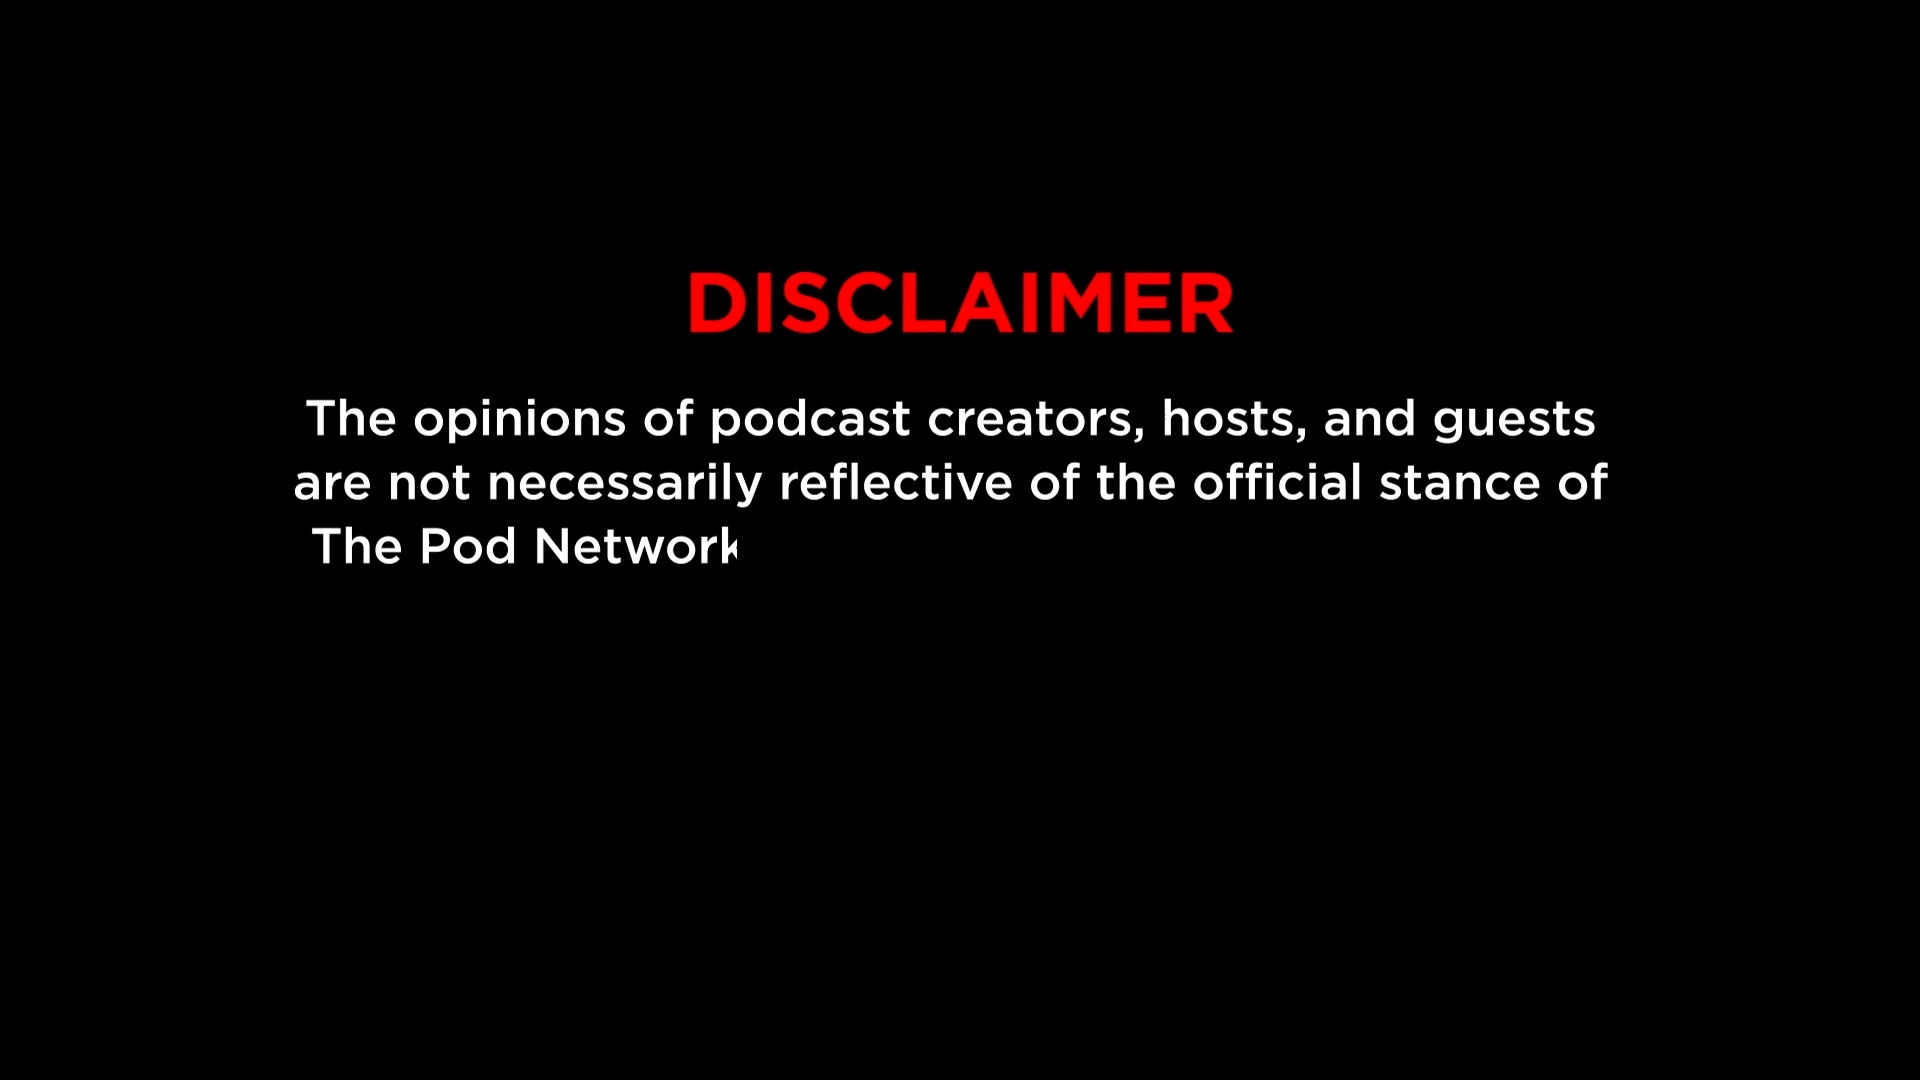 DISCLAIMER
The opinions of podcast creators, hosts, and guests
are not necessarily reflective of the official stance of
The Pod Network